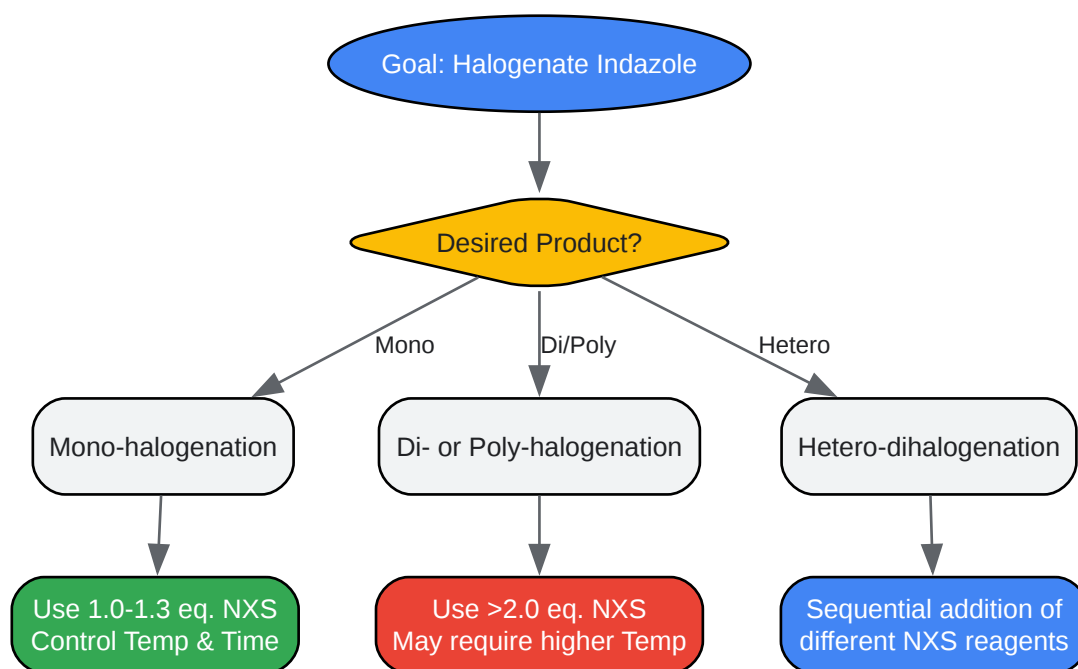 Goal: Halogenate Indazole
Desired Product?
Mono
Di/Poly
Hetero
Mono-halogenation
Di- or Poly-halogenation
Hetero-dihalogenation
Use 1.0-1.3 eq. NXS
Control Temp & Time
Use >2.0 eq. NXS
May require higher Temp
Sequential addition of
different NXS reagents